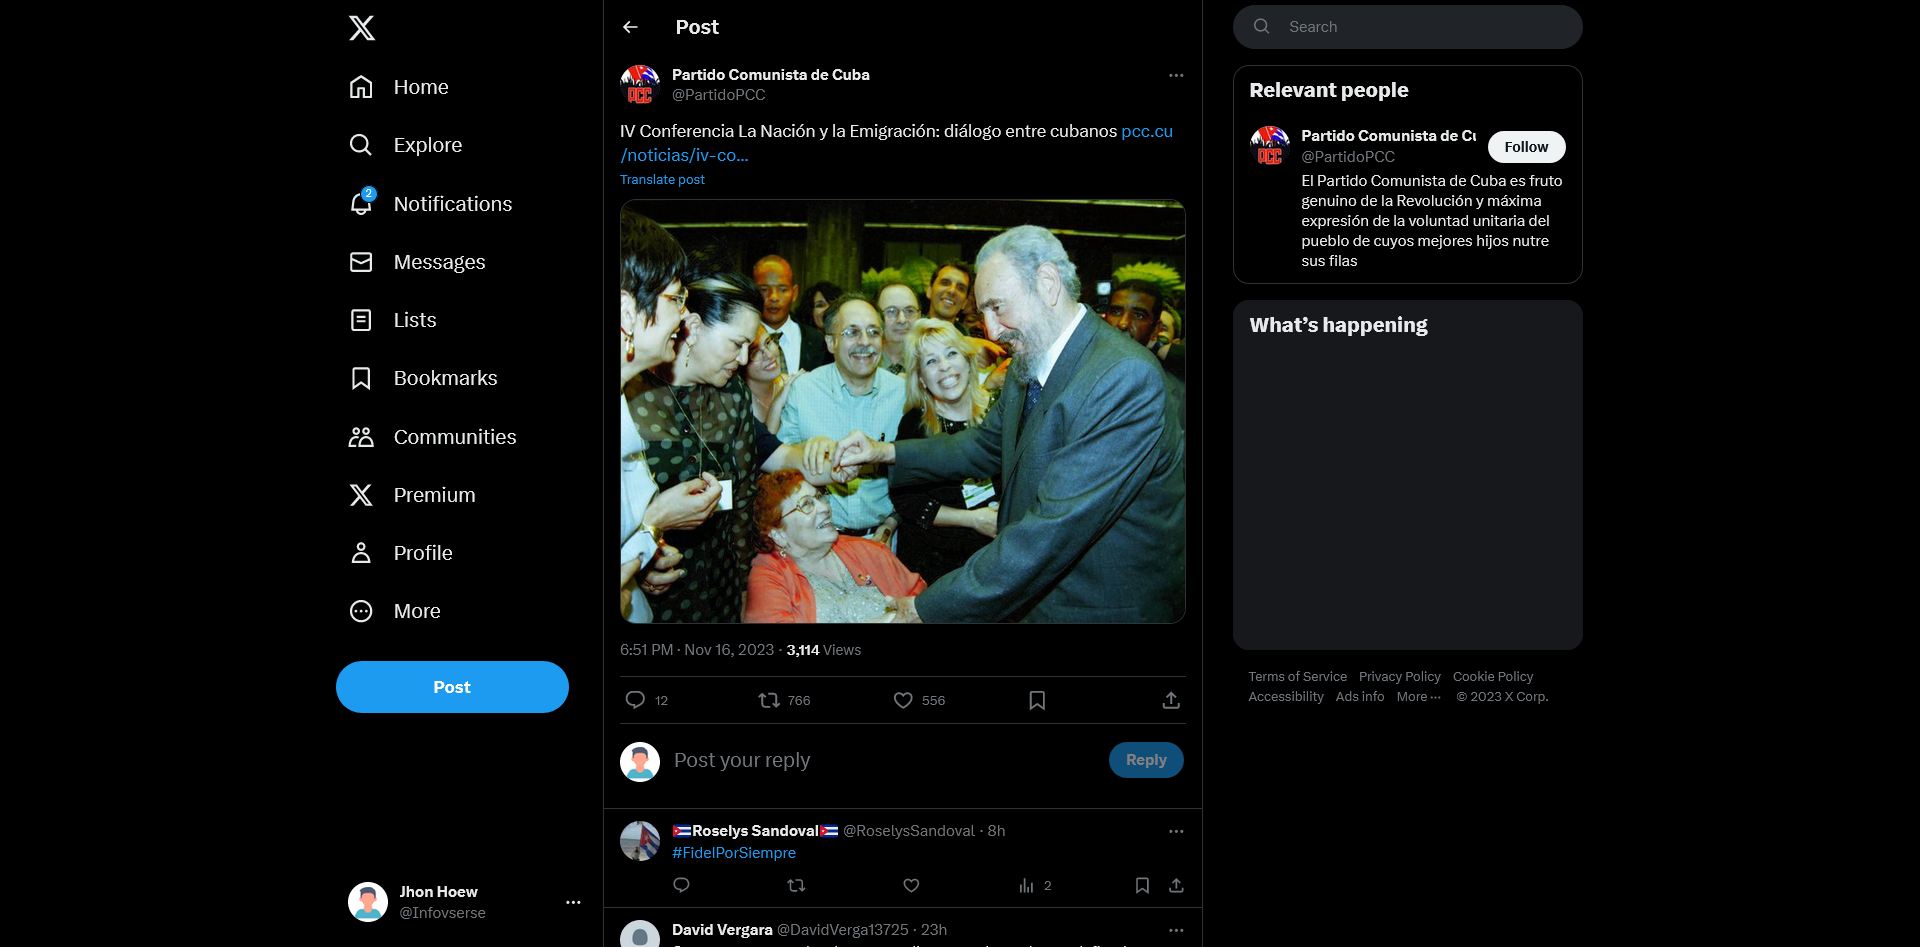 Home
Explore
2
Notifications
Messages
Lists
Bookmarks
Communities
Premium
Profile
More
Post
Jhon Hoew
@Infovserse
Post
Partido Comunista de Cuba
@PartidoPCC
IV Conferencia La Nación y la Emigración: diálogo entre cubanos pcc.cu
/noticias/iv-co...
Translate post
6:51 PM · Nov 16, 2023 · 3,114 Views
12 766 556
Post your reply
Reply
🇨🇺Roselys Sandoval🇨🇺 @RoselysSandoval · 8h
#FidelPorSiempre
2
David Vergara @DavidVerga13725 · 23h
Search
Relevant people
PCC
Partido Comunista de Cu
@PartidoPCC
Follow
El Partido Comunista de Cuba es fruto
genuino de la Revolución y máxima
expresión de la voluntad unitaria del
pueblo de cuyos mejores hijos nutre
sus filas
What's happening
Terms of Service Privacy Policy Cookie Policy
Accessibility Ads info More ··· © 2023 X Corp.